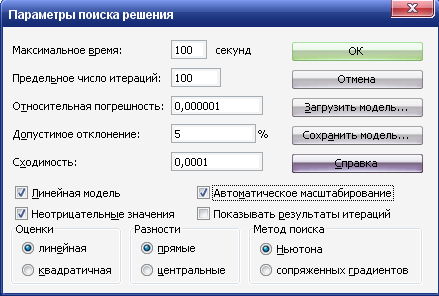 Параметры поиска решения
Максимальное время: 100 секунд OK
Предельное число итераций: 100 Отмена
Относительная погрешность: 0,000001 Загрузить модель...
Допустимое отклонение: 5 % Сохранить модель...
Сходимость: 0,0001 Справка
Линейная модель Автоматическое масштабирование
Неотрицательные значения Показывать результаты итераций
Оценки Разности Метод поиска
линейная прямые Ньютона
квадратичная центральные сопряженных градиентов